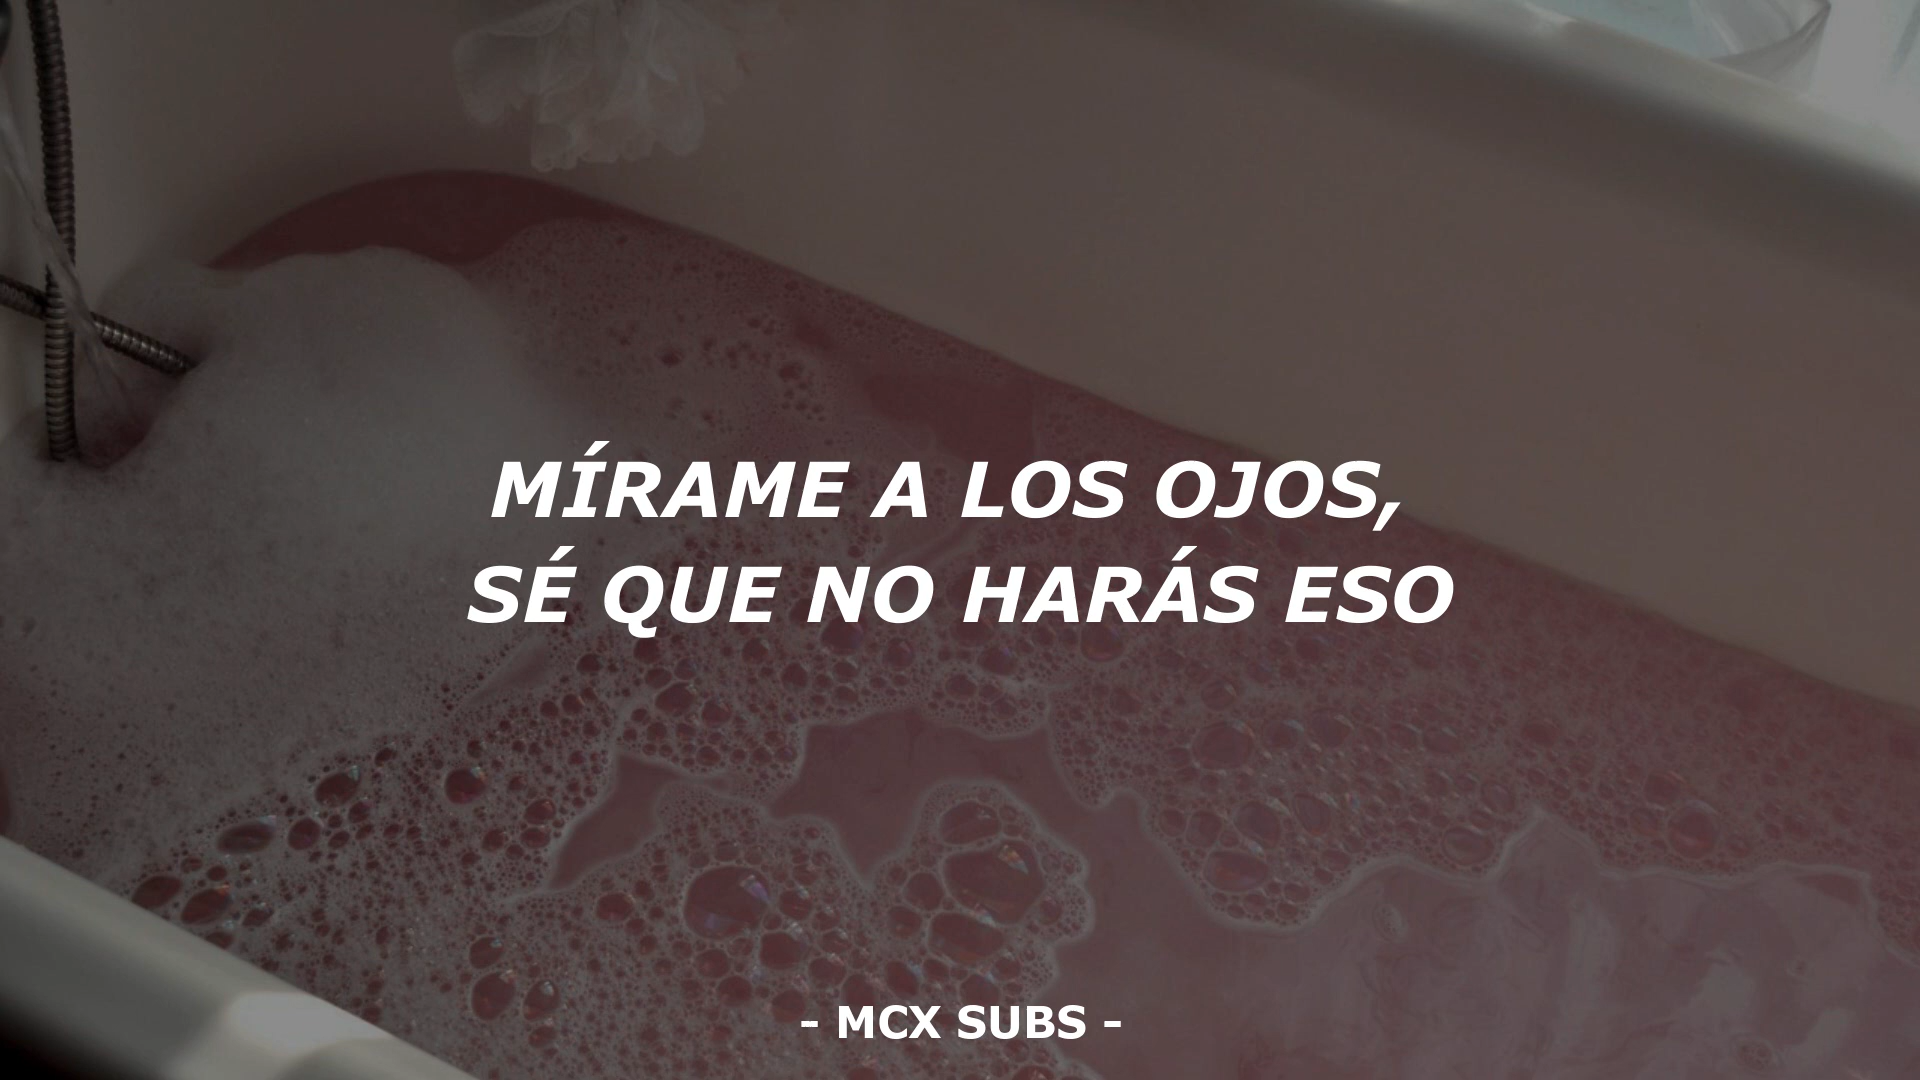 MÍRAME A LOS OJOS,
SÉ QUE NO HARÁS ESO
- MCX SUBS -